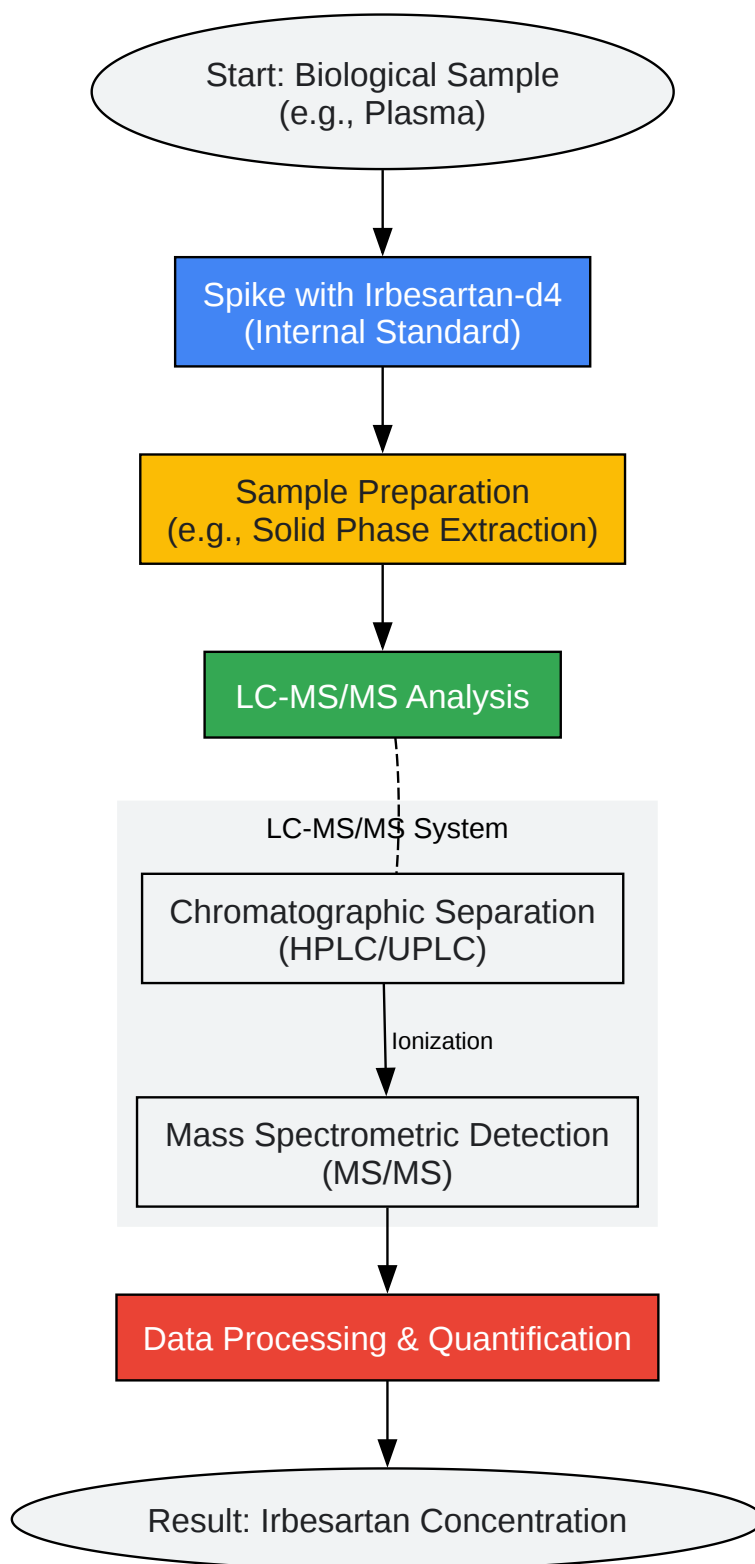 Start: Biological Sample
(e.g., Plasma)
Spike with Irbesartan-d4
(Internal Standard)
Sample Preparation
(e.g., Solid Phase Extraction)
LC-MS/MS Analysis
LC-MS/MS System
Chromatographic Separation
(HPLC/UPLC)
Ionization
Mass Spectrometric Detection
(MS/MS)
Data Processing & Quantification
Result: Irbesartan Concentration